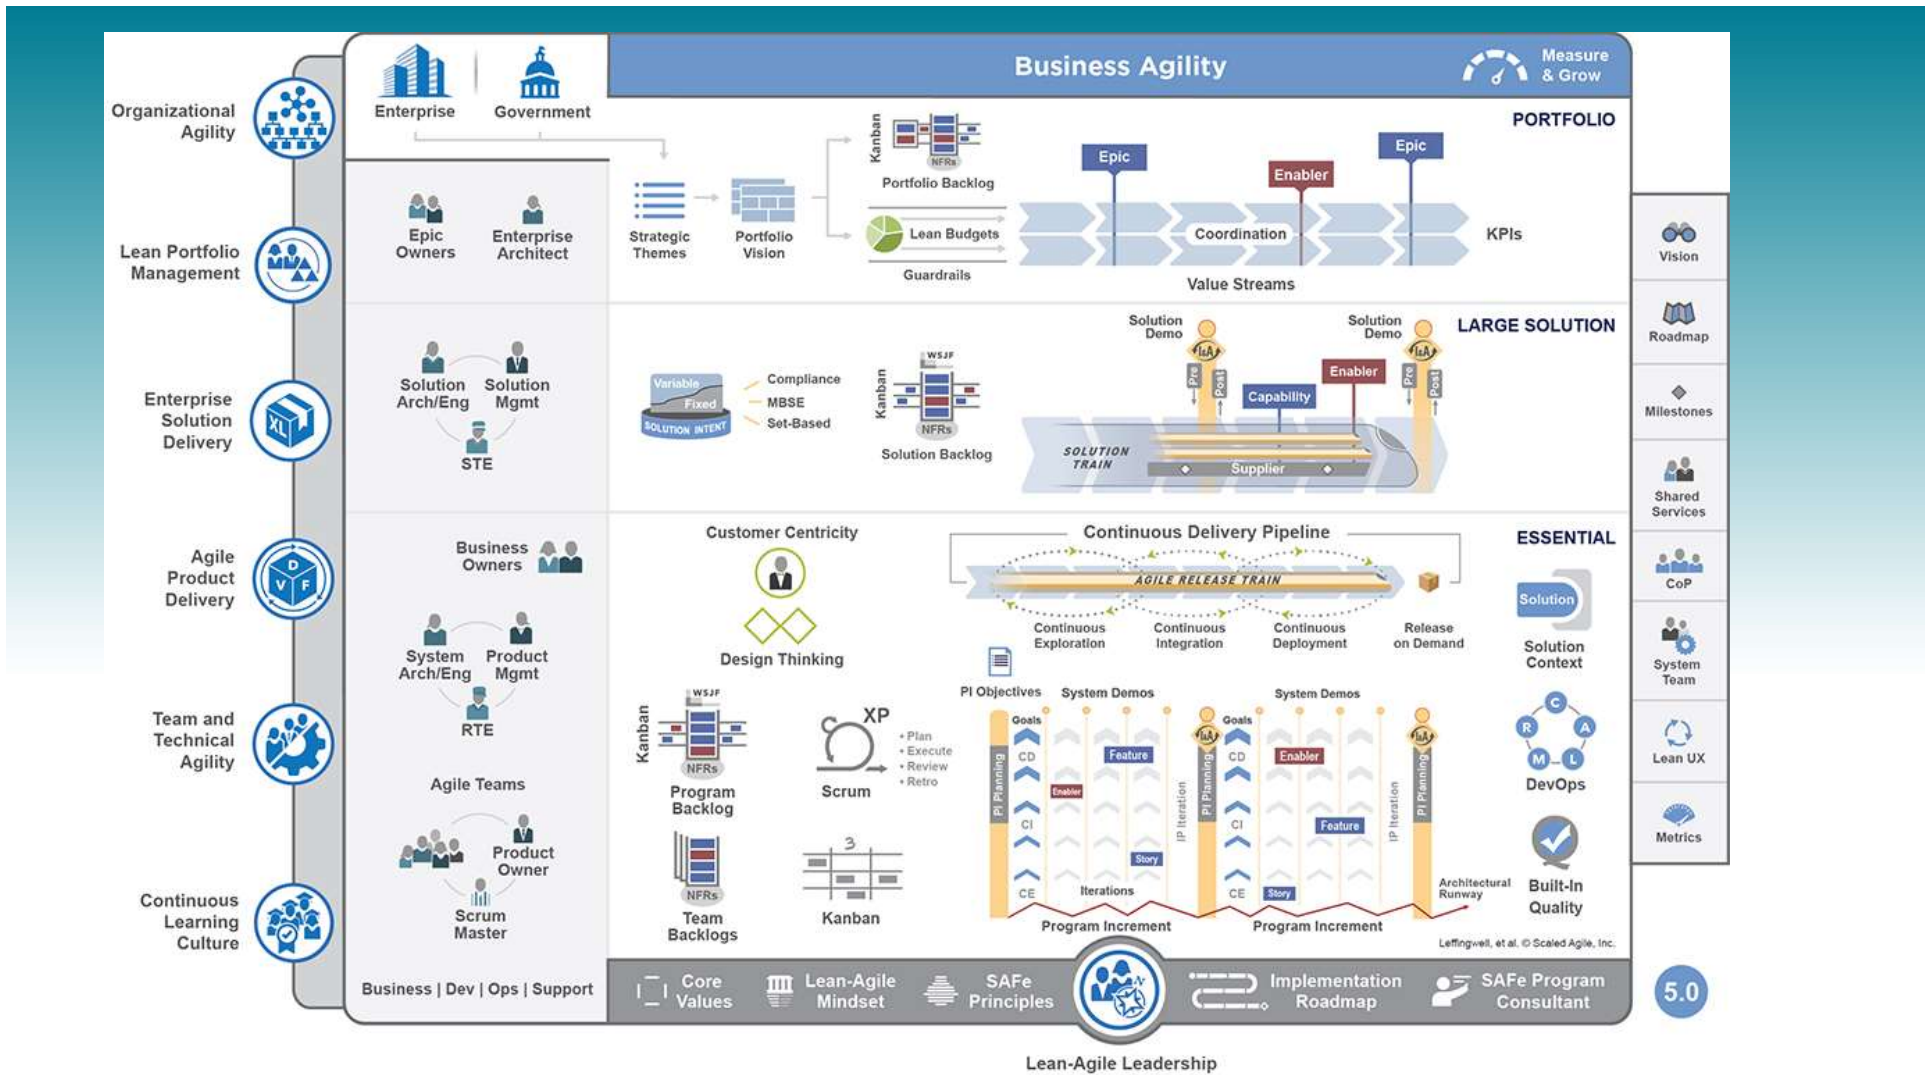 Business Agility
Measure
& Grow
Enterprise
Government
Organizational
Agility
Lean Portfolio
Management
Enterprise
Solution
Delivery
Agile
Product
Delivery
Team and
Technical
Agility
Continuous
Learning
Culture
XL
D
V F
PORTFOLIO
Epic
Owners
Enterprise
Architect
Strategic
Themes
Portfolio
Vision
Kanban
NFRs
Portfolio Backlog
Lean Budgets
Guardrails
Epic
Enabler
Epic
Coordination
KPIs
Value Streams
LARGE SOLUTION
Solution
Arch/Eng
Solution
Mgmt
STE
Variable
Fixed
SOLUTION INTENT
Compliance
MBSE
Set-Based
Kanban
WSJF
NFRs
Solution Backlog
Solution
Demo
I&A
Pre
Post
Solution
Demo
I&A
Pre
Post
Capability
Enabler
SOLUTION
TRAIN
Supplier
ESSENTIAL
Business
Owners
System
Arch/Eng
Product
Mgmt
RTE
Agile Teams
Product
Owner
Scrum
Master
Business | Dev | Ops | Support
Customer Centricity
Design Thinking
Continuous Delivery Pipeline
AGILE RELEASE TRAIN
Continuous
Exploration
Continuous
Integration
Continuous
Deployment
Release
on Demand
Kanban
WSJF
NFRs
Program
Backlog
XP
• Plan
• Execute
• Review
• Retro
Scrum
NFRs
Team
Backlogs
3
Kanban
PI Objectives
System Demos
System Demos
PI Planning
Goals
CD
CI
CE
Enabler
Feature
Story
Iterations
IP Iteration
I&A
PI Planning
Goals
CD
CI
CE
Enabler
Feature
Story
IP Iteration
I&A
PI Planning
Program Increment
Program Increment
Architectural
Runway
Solution
Solution
Context
C
R A
M L
DevOps
Built-In
Quality
Leffingwell, et al. © Scaled Agile, Inc.
Vision
Roadmap
Milestones
Shared
Services
CoP
System
Team
Lean UX
Metrics
Core
Values
Lean-Agile
Mindset
SAFe
Principles
N
Implementation
Roadmap
SAFe Program
Consultant
Lean-Agile Leadership
5.0